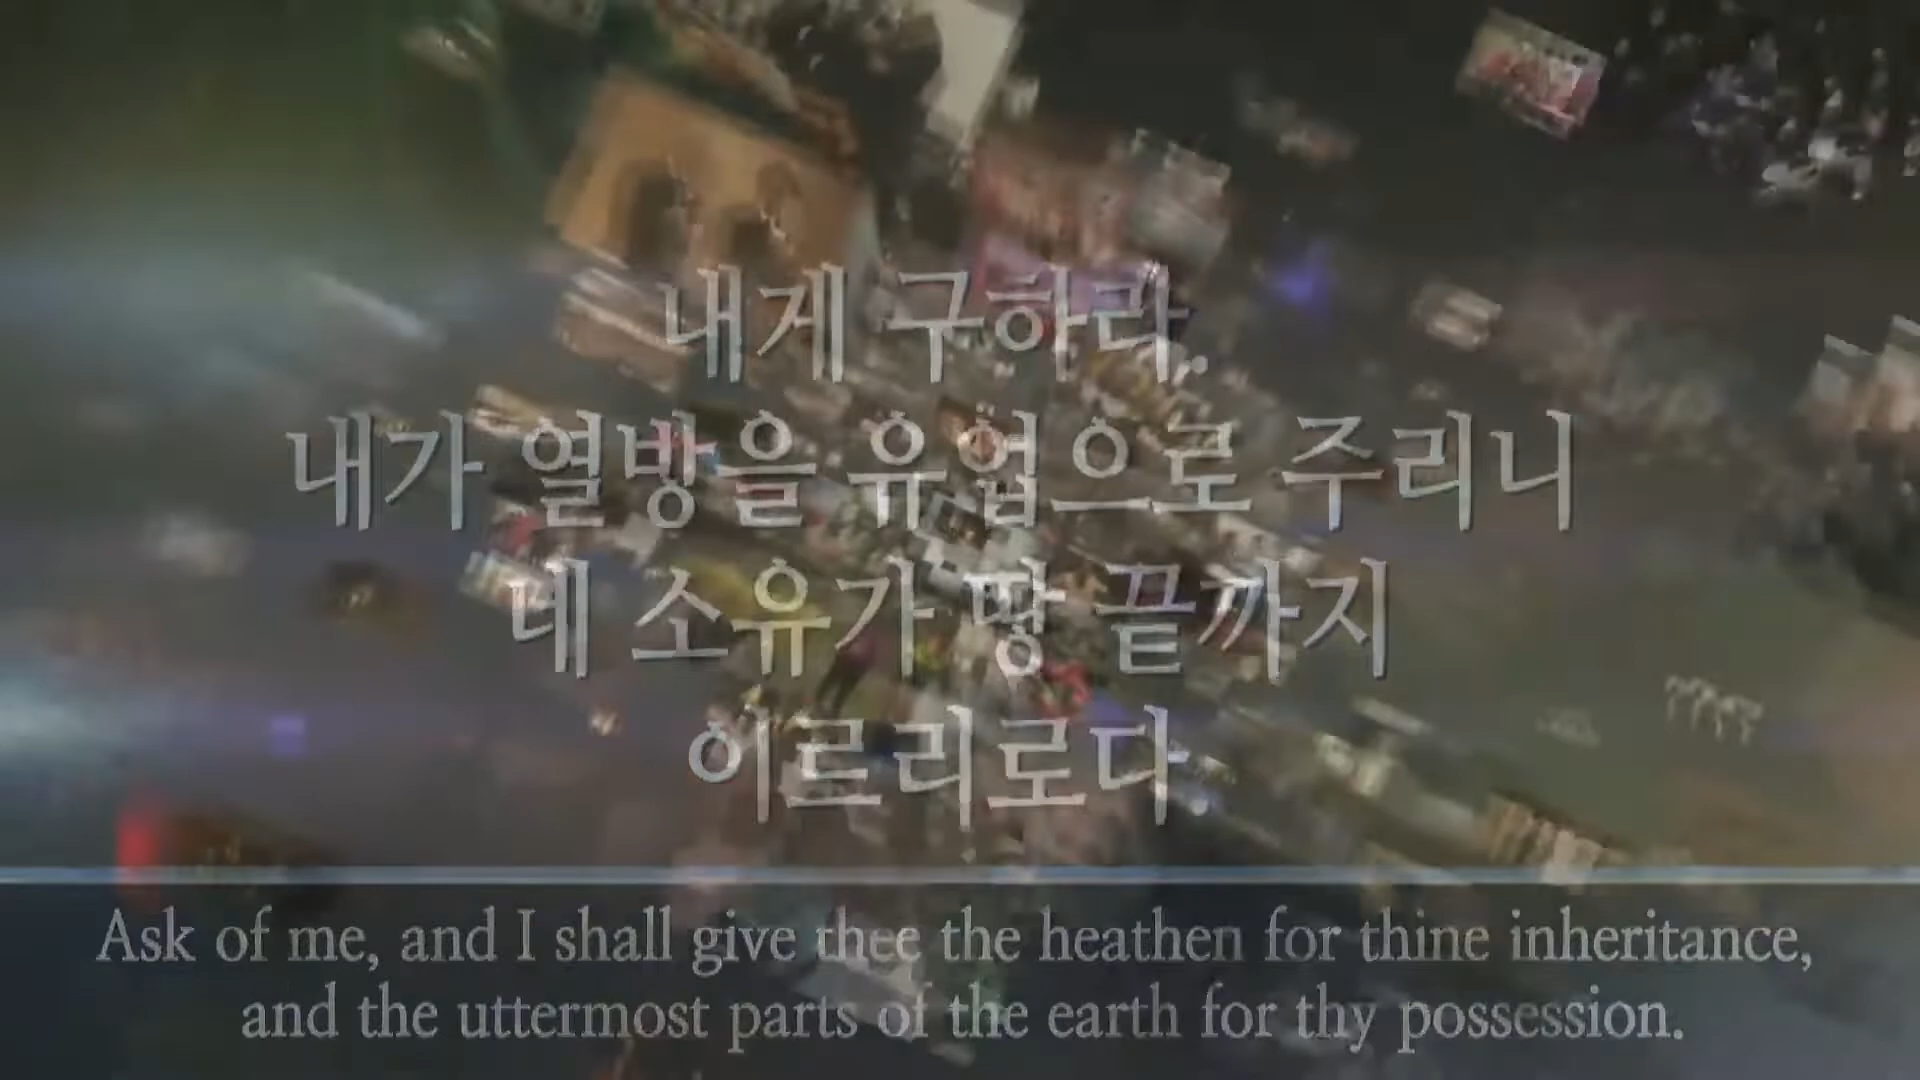 내게 구하라.
내가 열방을 유업으로 주리니
네 소유가 땅 끝까지
이르리로다
Ask of me, and I shall give thee the heathen for thine inheritance,
and the uttermost parts of the earth for thy possession.